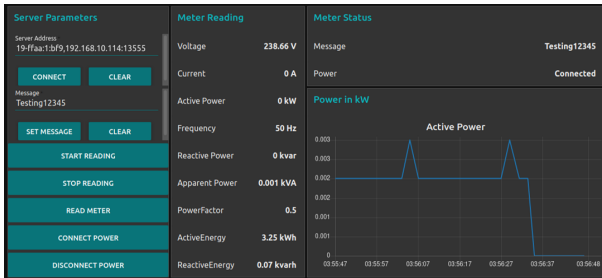 Server Parameters
Server Address
19-ffaa:1:bf9,192.168.10.114:13555
CONNECT CLEAR
Message
Testing12345
SET MESSAGE CLEAR
START READING
STOP READING
READ METER
CONNECT POWER
DISCONNECT POWER
Meter Reading
Voltage 238.66 V
Current 0 A
Active Power 0 kW
Frequency 50 Hz
Reactive Power 0 kvar
Apparent Power 0.001 kVA
PowerFactor 0.5
ActiveEnergy 3.25 kWh
ReactiveEnergy 0.07 kvarh
Meter Status
Message Testing12345
Power Connected
Power in kW
Active Power
0.003
0.003
0.002
0.002
0.001
0.001
0
03:55:47 03:55:57 03:56:07 03:56:17 03:56:27 03:56:37 03:56:48